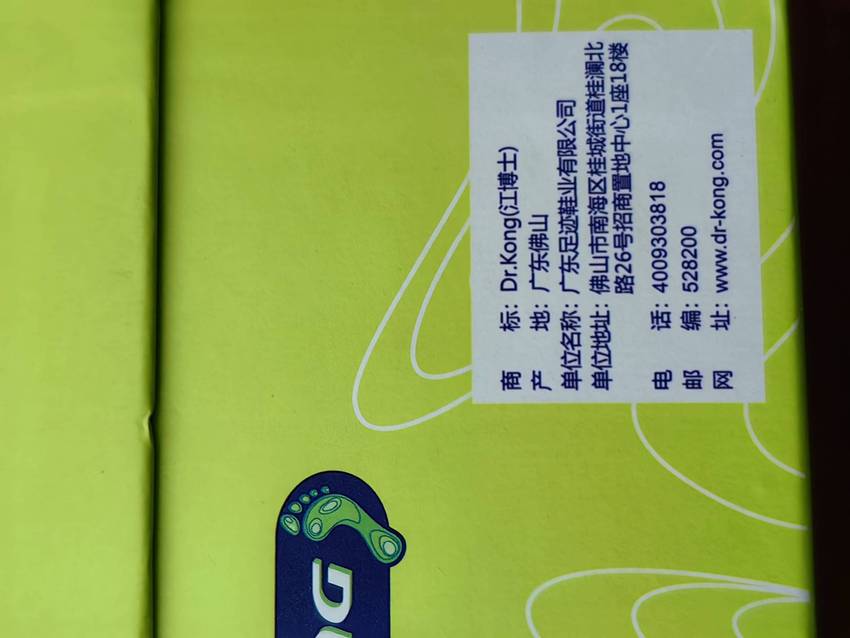 商 标：Dr.Kong(江博士)
产 地：广东佛山
单位名称：广东足迹鞋业有限公司
单位地址：佛山市南海区桂城街道桂澜北
路26号招商置地中心1座18楼
电 话：4009303818
邮 编：528200
网 址：www.dr-kong.com
NG